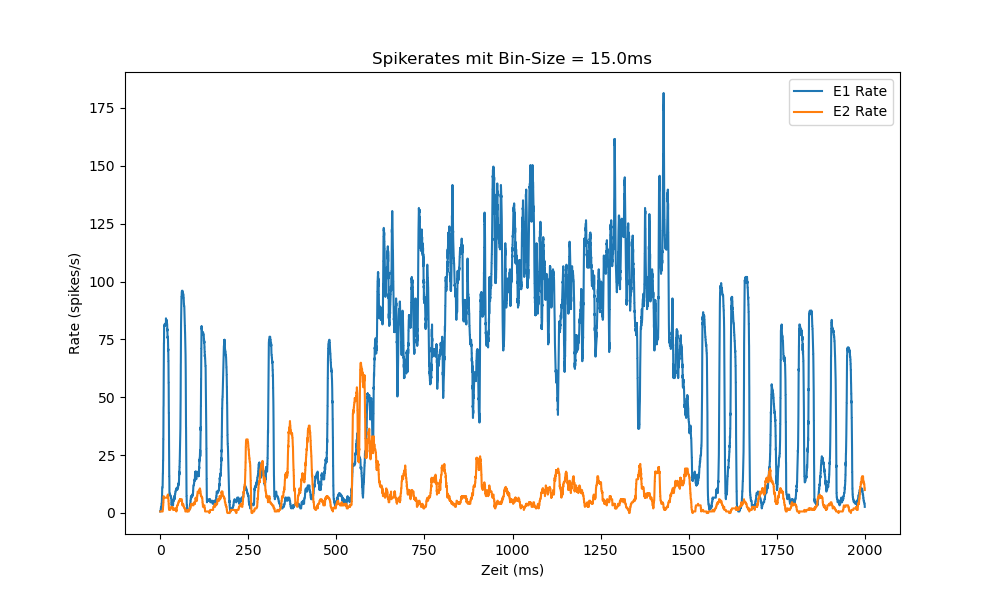 Spikerates mit Bin-Size = 15.0ms
E1 Rate
E2 Rate
Rate (spikes/s)
175
150
125
100
75
50
25
0
0 250 500 750 1000 1250 1500 1750 2000
Zeit (ms)